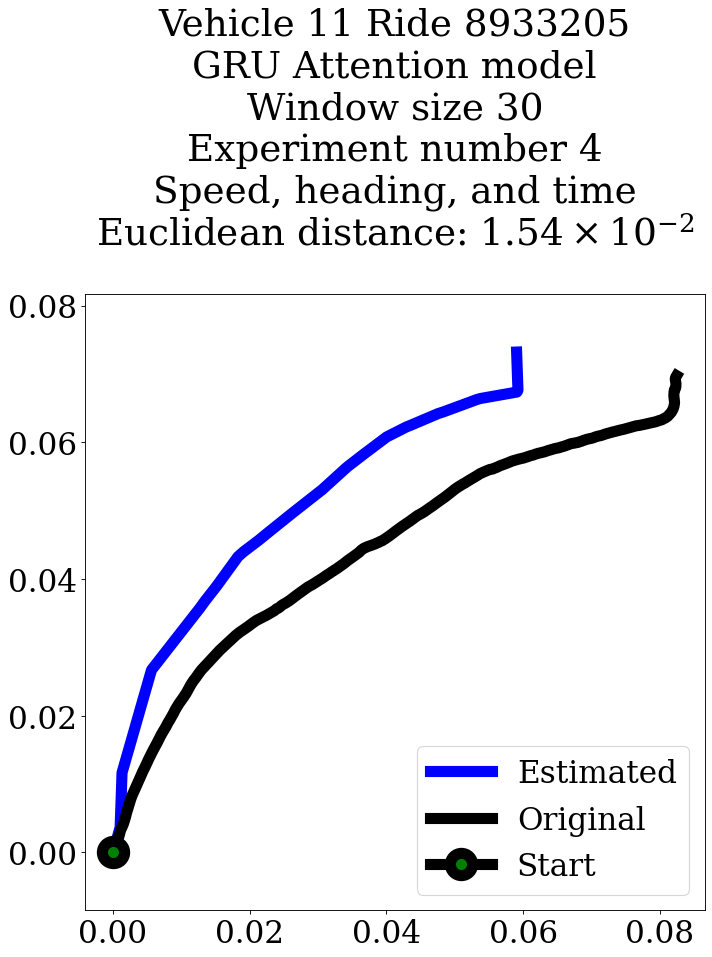 Vehicle 11 Ride 8933205
GRU Attention model
Window size 30
Experiment number 4
Speed, heading, and time
Euclidean distance: 1.54 × 10⁻²
0.08
0.06
0.04
0.02
0.00
Estimated
Original
Start
0.00 0.02 0.04 0.06 0.08